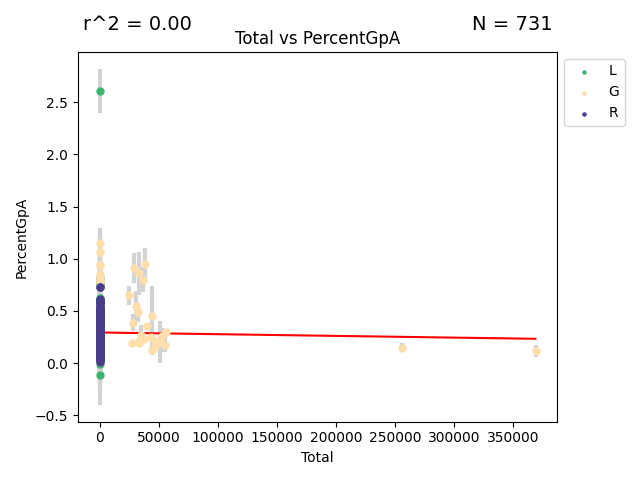 r^2 = 0.00
N = 731
Total vs PercentGpA
L
G
R
PercentGpA
2.5
2.0
1.5
1.0
0.5
0.0
−0.5
0
50000
100000
150000
200000
250000
300000
350000
Total